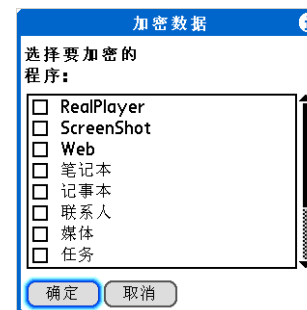 加密数据
选择要加密的
程序:
RealPlayer
ScreenShot
Web
笔记本
记事本
联系人
媒体
任务
确定 取消